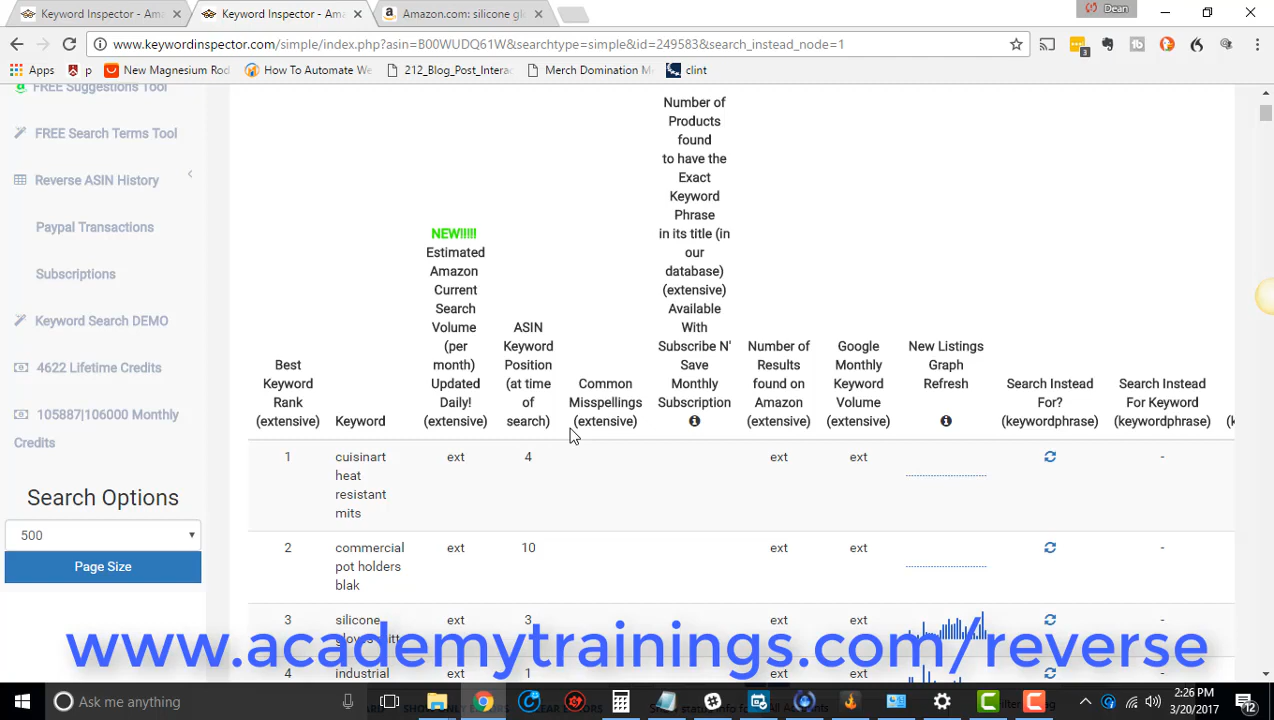 Keyword Inspector - Ama
Keyword Inspector - Ama
Amazon.com: silicone glo
Dean
www.keywordinspector.com/simple/index.php?asin=B00WUDQ61W&searchtype=simple&id=249583&search_instead_node=1
Apps
p
New Magnesium Rod
How To Automate We
212_Blog_Post_Interac
Merch Domination M
clint
FREE Suggestions Tool
FREE Search Terms Tool
Reverse ASIN History
Paypal Transactions
Subscriptions
Keyword Search DEMO
4622 Lifetime Credits
105887|106000 Monthly
Credits
Search Options
500
Page Size
Best
Keyword
Rank
(extensive)
Keyword
NEW!!!!!
Estimated
Amazon
Current
Search
Volume
(per
month)
Updated
Daily!
(extensive)
ASIN
Keyword
Position
(at time
of
search)
Common
Misspellings
(extensive)
Number of
Products
found
to have the
Exact
Keyword
Phrase
in its title (in
our
database)
(extensive)
Available
With
Subscribe N'
Save
Monthly
Subscription
Number of
Results
found on
Amazon
(extensive)
Google
Monthly
Keyword
Volume
(extensive)
New Listings
Graph
Refresh
Search Instead
For?
(keywordphrase)
Search Instead
For Keyword
(keywordphrase)
1
cuisinart
heat
resistant
mits
ext
4
ext
ext
-
2
commercial
pot holders
blak
ext
10
ext
ext
-
3
silicone
ext
3
ext
ext
-
4
industrial
ext
1
ext
ext
-
www.academytrainings.com/reverse
Ask me anything
2:26 PM
3/20/2017
12